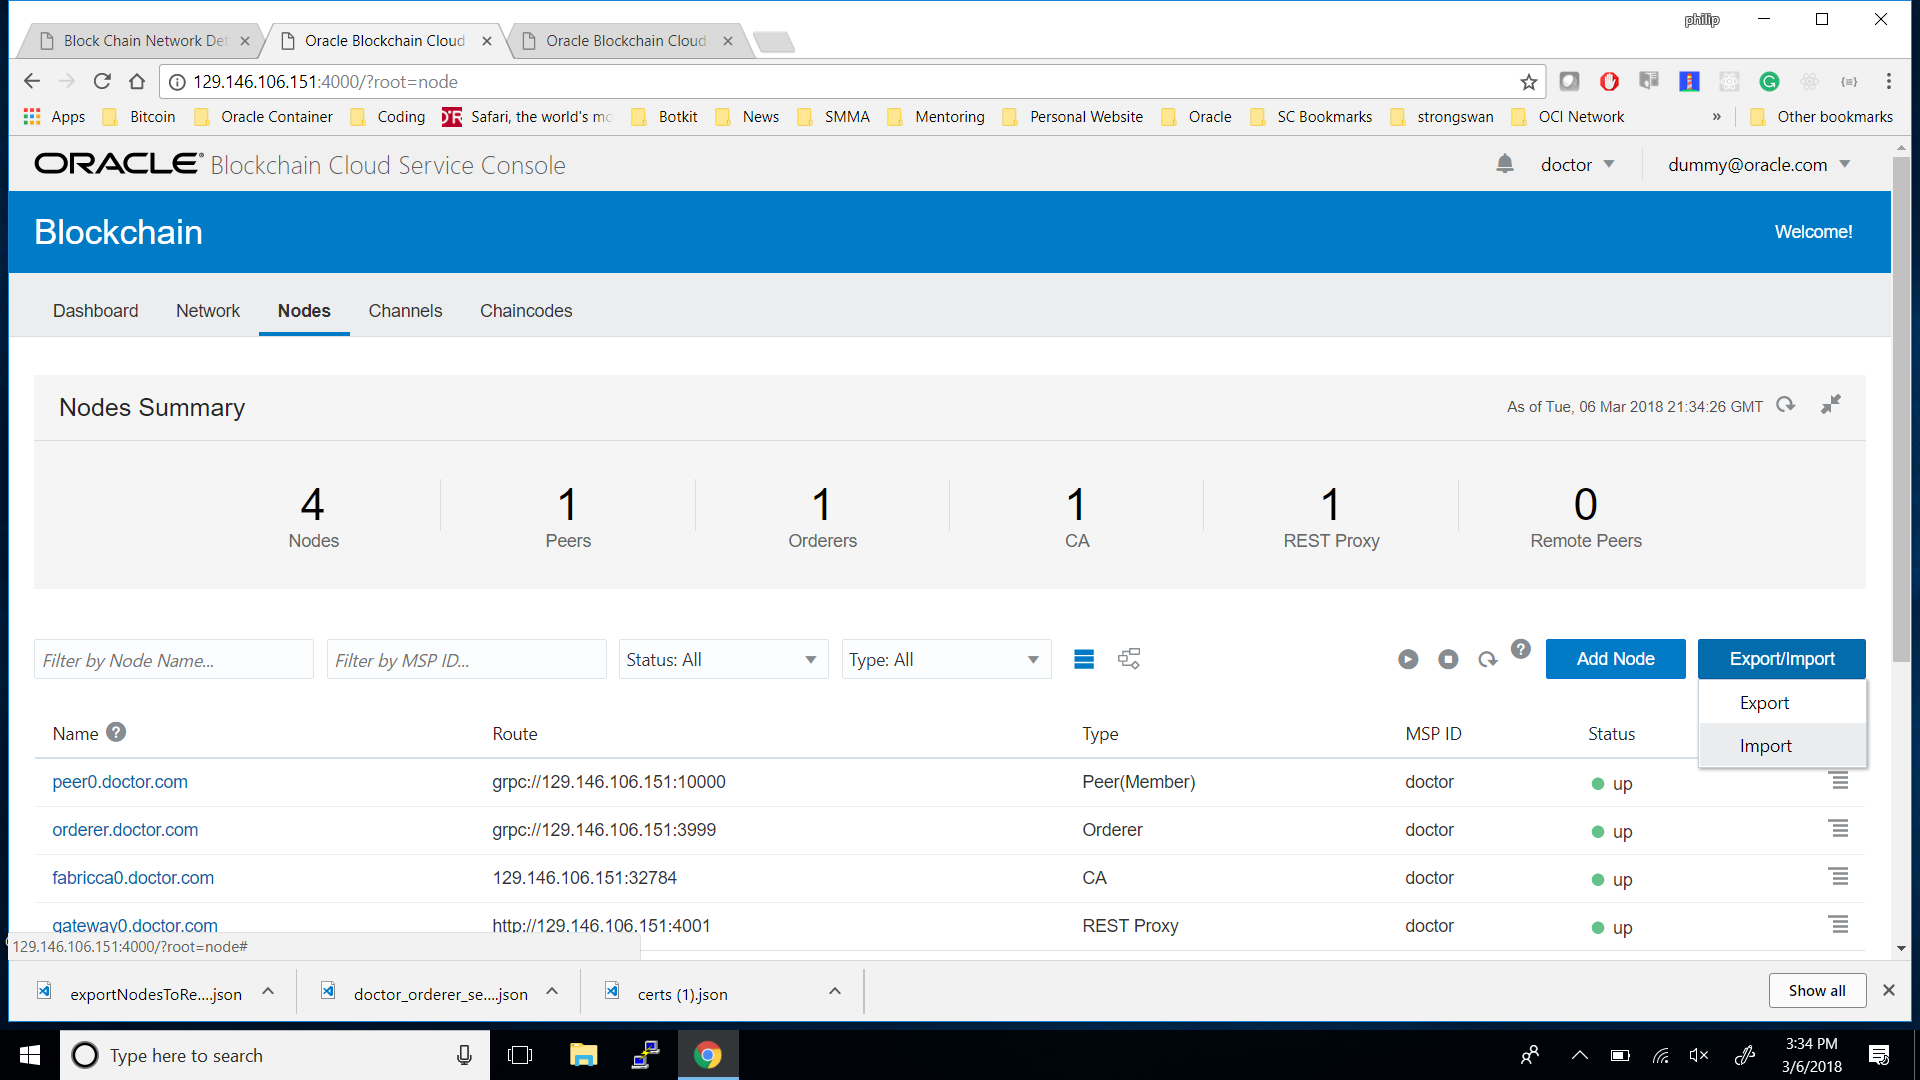 philip
Block Chain Network Det
Oracle Blockchain Cloud
Oracle Blockchain Cloud
129.146.106.151:4000/?root=node
Apps
Bitcoin
Oracle Container
Coding
Safari, the world's mo
Botkit
News
SMMA
Mentoring
Personal Website
Oracle
SC Bookmarks
strongswan
OCI Network
»
Other bookmarks
ORACLE® Blockchain Cloud Service Console
doctor
dummy@oracle.com
Blockchain
Welcome!
Dashboard
Network
Nodes
Channels
Chaincodes
Nodes Summary
As of Tue, 06 Mar 2018 21:34:26 GMT
4 Nodes
1 Peers
1 Orderers
1 CA
1 REST Proxy
0 Remote Peers
Filter by Node Name...
Filter by MSP ID...
Status: All
Type: All
?
Add Node
Export/Import
Export
Import
Name ?
Route
Type
MSP ID
Status
peer0.doctor.com grpc://129.146.106.151:10000 Peer(Member) doctor up
orderer.doctor.com grpc://129.146.106.151:3999 Orderer doctor up
fabricca0.doctor.com 129.146.106.151:32784 CA doctor up
gateway0.doctor.com http://129.146.106.151:4001 REST Proxy doctor up
129.146.106.151:4000/?root=node#
exportNodesToRe....json
doctor_orderer_se....json
certs (1).json
Show all
Type here to search
3:34 PM
3/6/2018